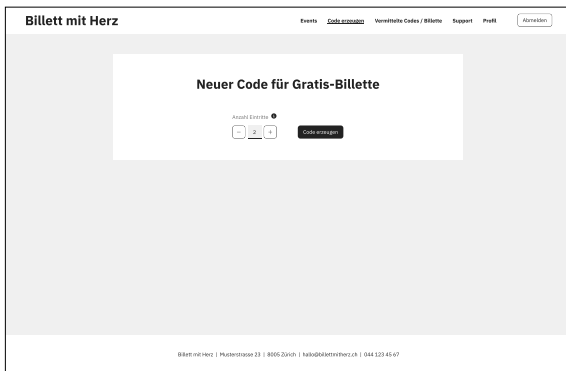 Billett mit Herz
Events Code erzeugen Vermittelte Codes / Billette Support Profil Abmelden
Neuer Code für Gratis-Billette
Anzahl Eintritte
− 2 + Code erzeugen
Billett mit Herz | Musterstrasse 23 | 8005 Zürich | hallo@billettmitherz.ch | 044 123 45 67